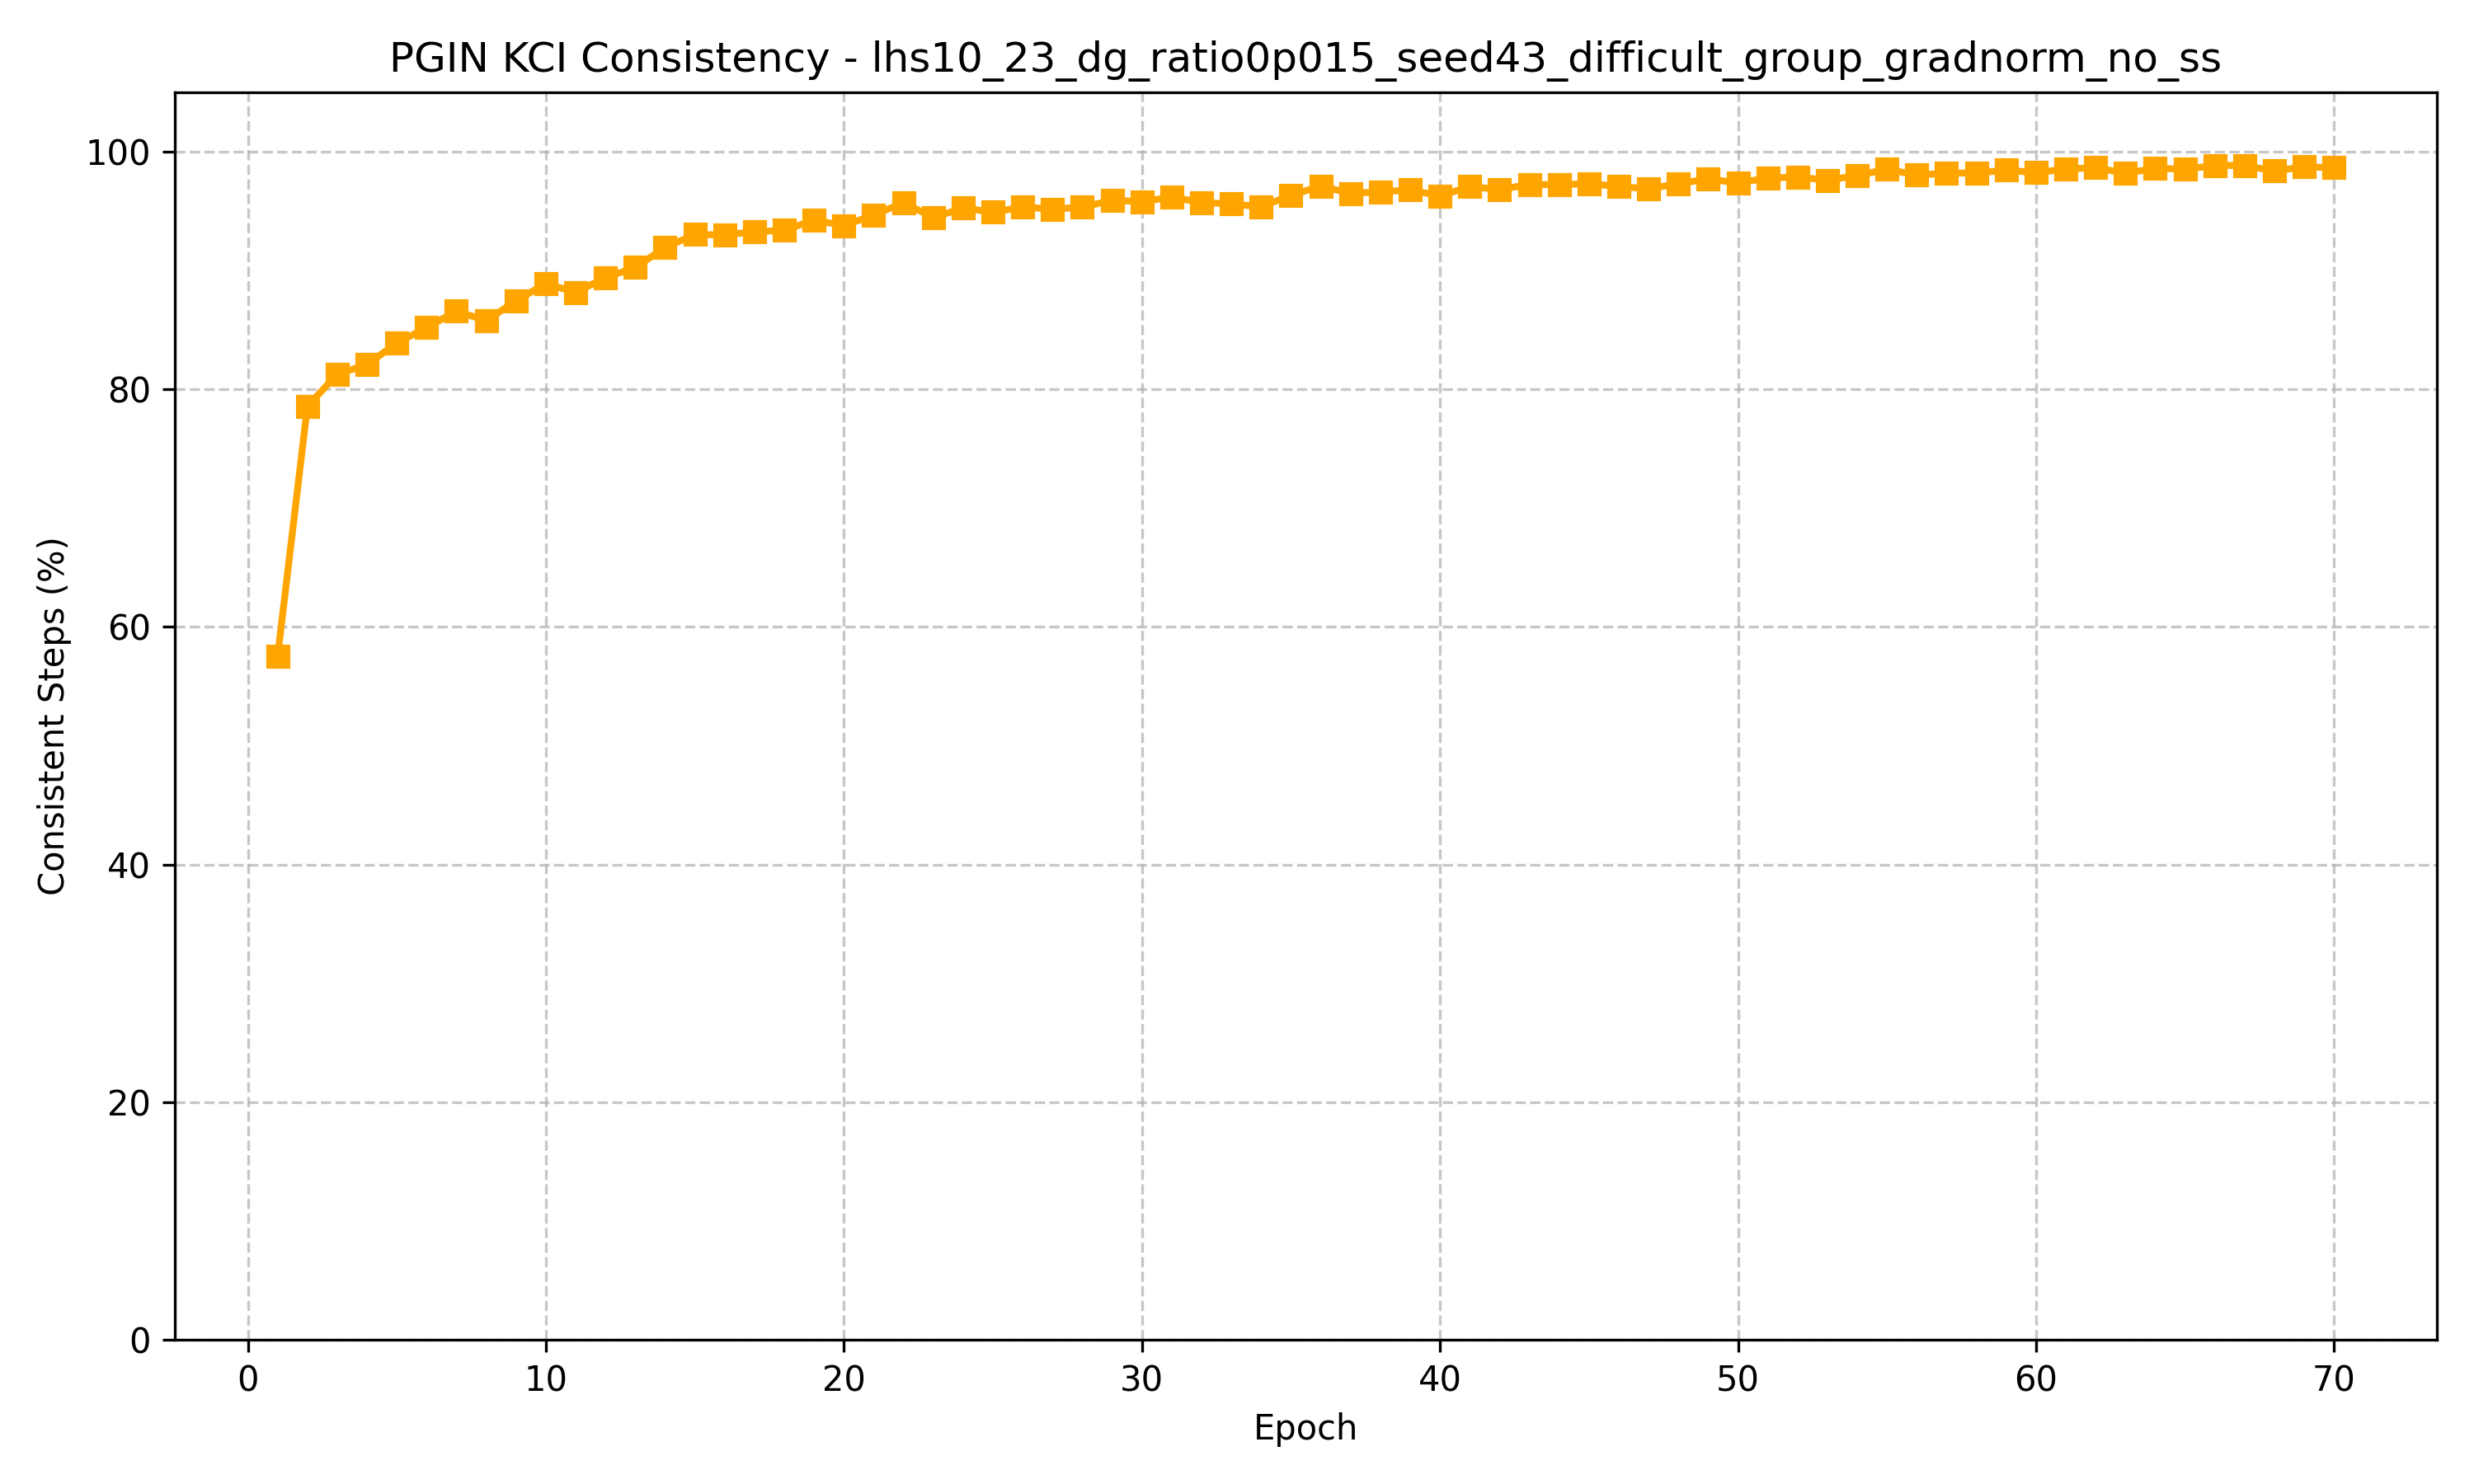 PGIN KCI Consistency - lhs10_23_dg_ratio0p015_seed43_difficult_group_gradnorm_no_ss
Consistent Steps (%)
100
80
60
40
20
0
0 10 20 30 40 50 60 70
Epoch